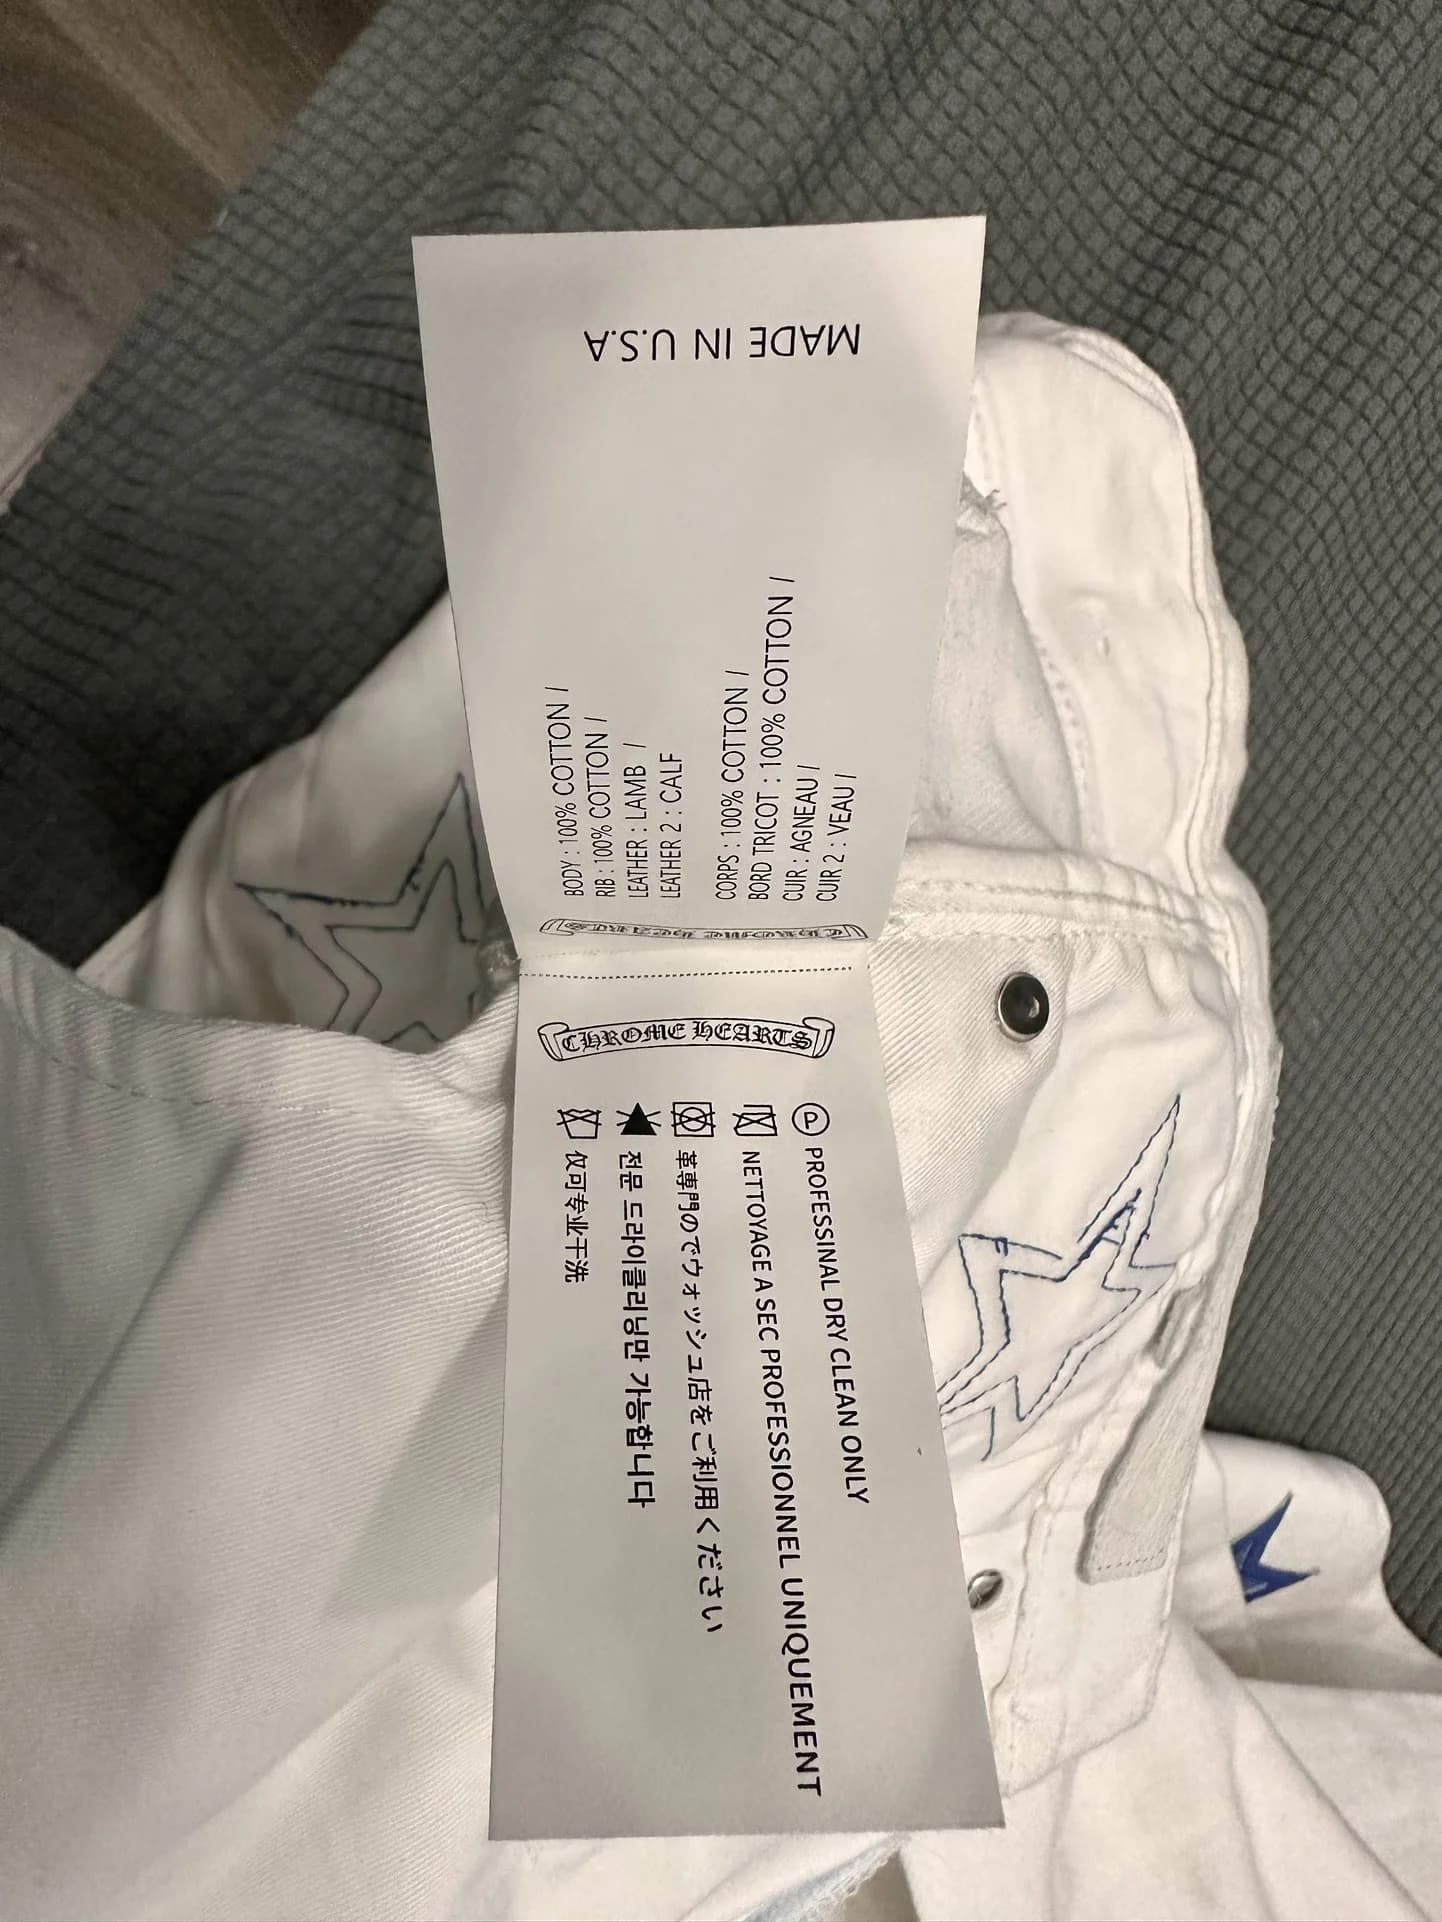 MADE IN U.S.A
BODY : 100% COTTON /
RIB : 100% COTTON /
LEATHER : LAMB /
LEATHER 2 : CALF
CORPS : 100% COTTON /
BORD TRICOT : 100% COTTON /
CUIR : AGNEAU /
CUIR 2 : VEAU /
CHROME HEARTS
CHROME HEARTS
P PROFESSINAL DRY CLEAN ONLY
NETTOYAGE A SEC PROFESSIONNEL UNIQUEMENT
革専門のでウォッシュ店をご利用ください
전문 드라이클리닝만 가능합니다
仅可专业干洗